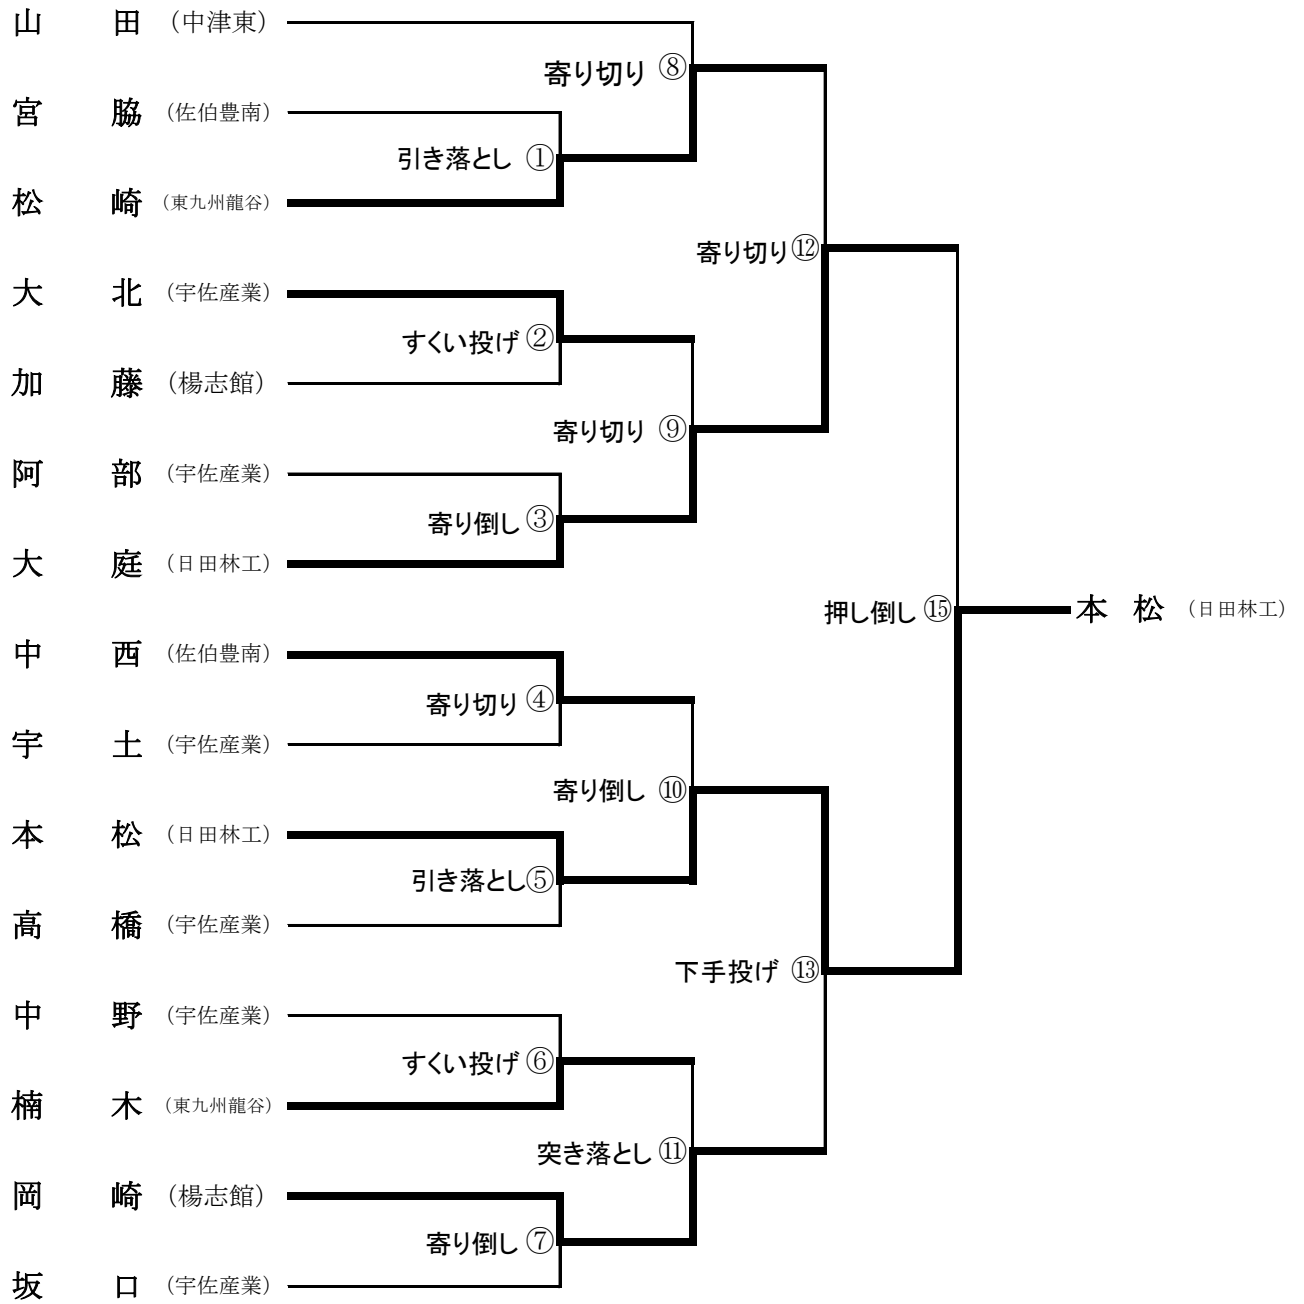 山 田 （中津東）
寄り切り ⑧
宮 脇 （佐伯豊南）
引き落とし ①
松 崎 （東九州龍谷）
寄り切り ⑫
大 北 （宇佐産業）
すくい投げ ②
加 藤 （楊志館）
寄り切り ⑨
阿 部 （宇佐産業）
寄り倒し ③
大 庭 （日田林工）
押し倒し ⑮ 本 松 （日田林工）
中 西 （佐伯豊南）
寄り切り ④
宇 土 （宇佐産業）
寄り倒し ⑩
本 松 （日田林工）
引き落とし ⑤
高 橋 （宇佐産業）
下手投げ ⑬
中 野 （宇佐産業）
すくい投げ ⑥
楠 木 （東九州龍谷）
突き落とし ⑪
岡 崎 （楊志館）
寄り倒し ⑦
坂 口 （宇佐産業）